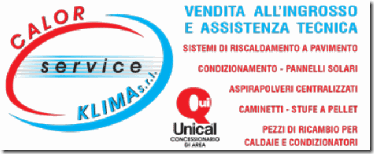 CALOR
service
KLIMA s.r.l.
VENDITA ALL'INGROSSO
E ASSISTENZA TECNICA
SISTEMI DI RISCALDAMENTO A PAVIMENTO
CONDIZIONAMENTO - PANNELLI SOLARI
ASPIRAPOLVERI CENTRALIZZATI
CAMINETTI - STUFE A PELLET
PEZZI DI RICAMBIO PER
CALDAIE E CONDIZIONATORI
Qui
Unical
CONCESSIONARIO
DI AREA